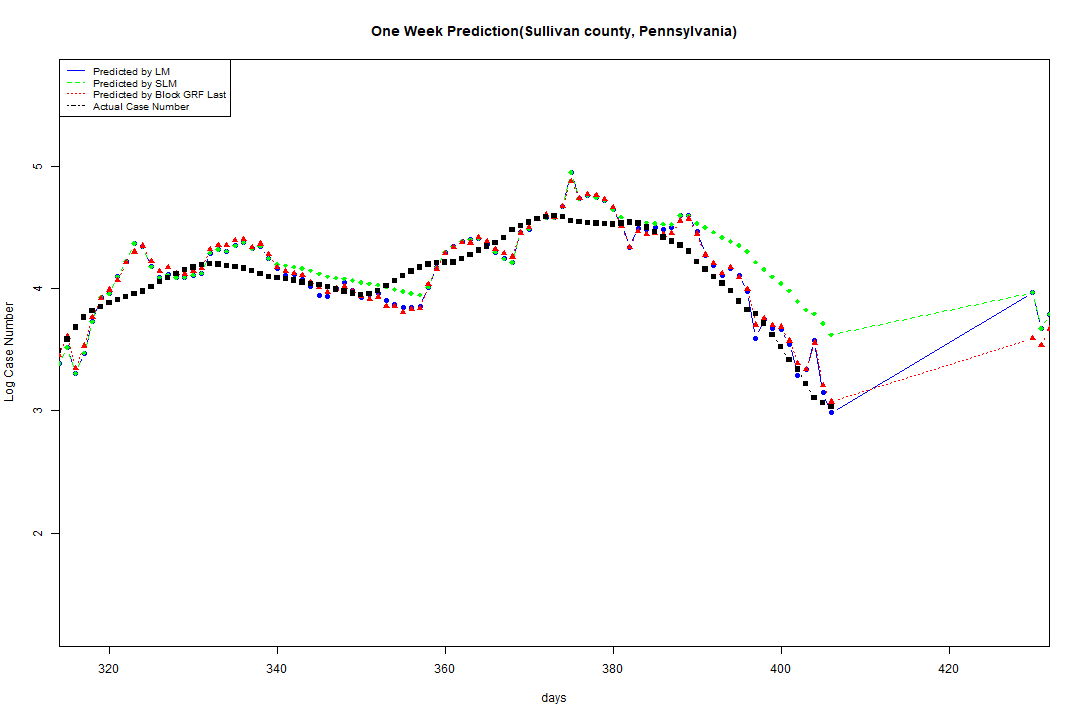 One Week Prediction(Sullivan county, Pennsylvania)
Predicted by LM
Predicted by SLM
Predicted by Block GRF Last
Actual Case Number
5
4
3
2
Log Case Number
320 340 360 380 400 420
days